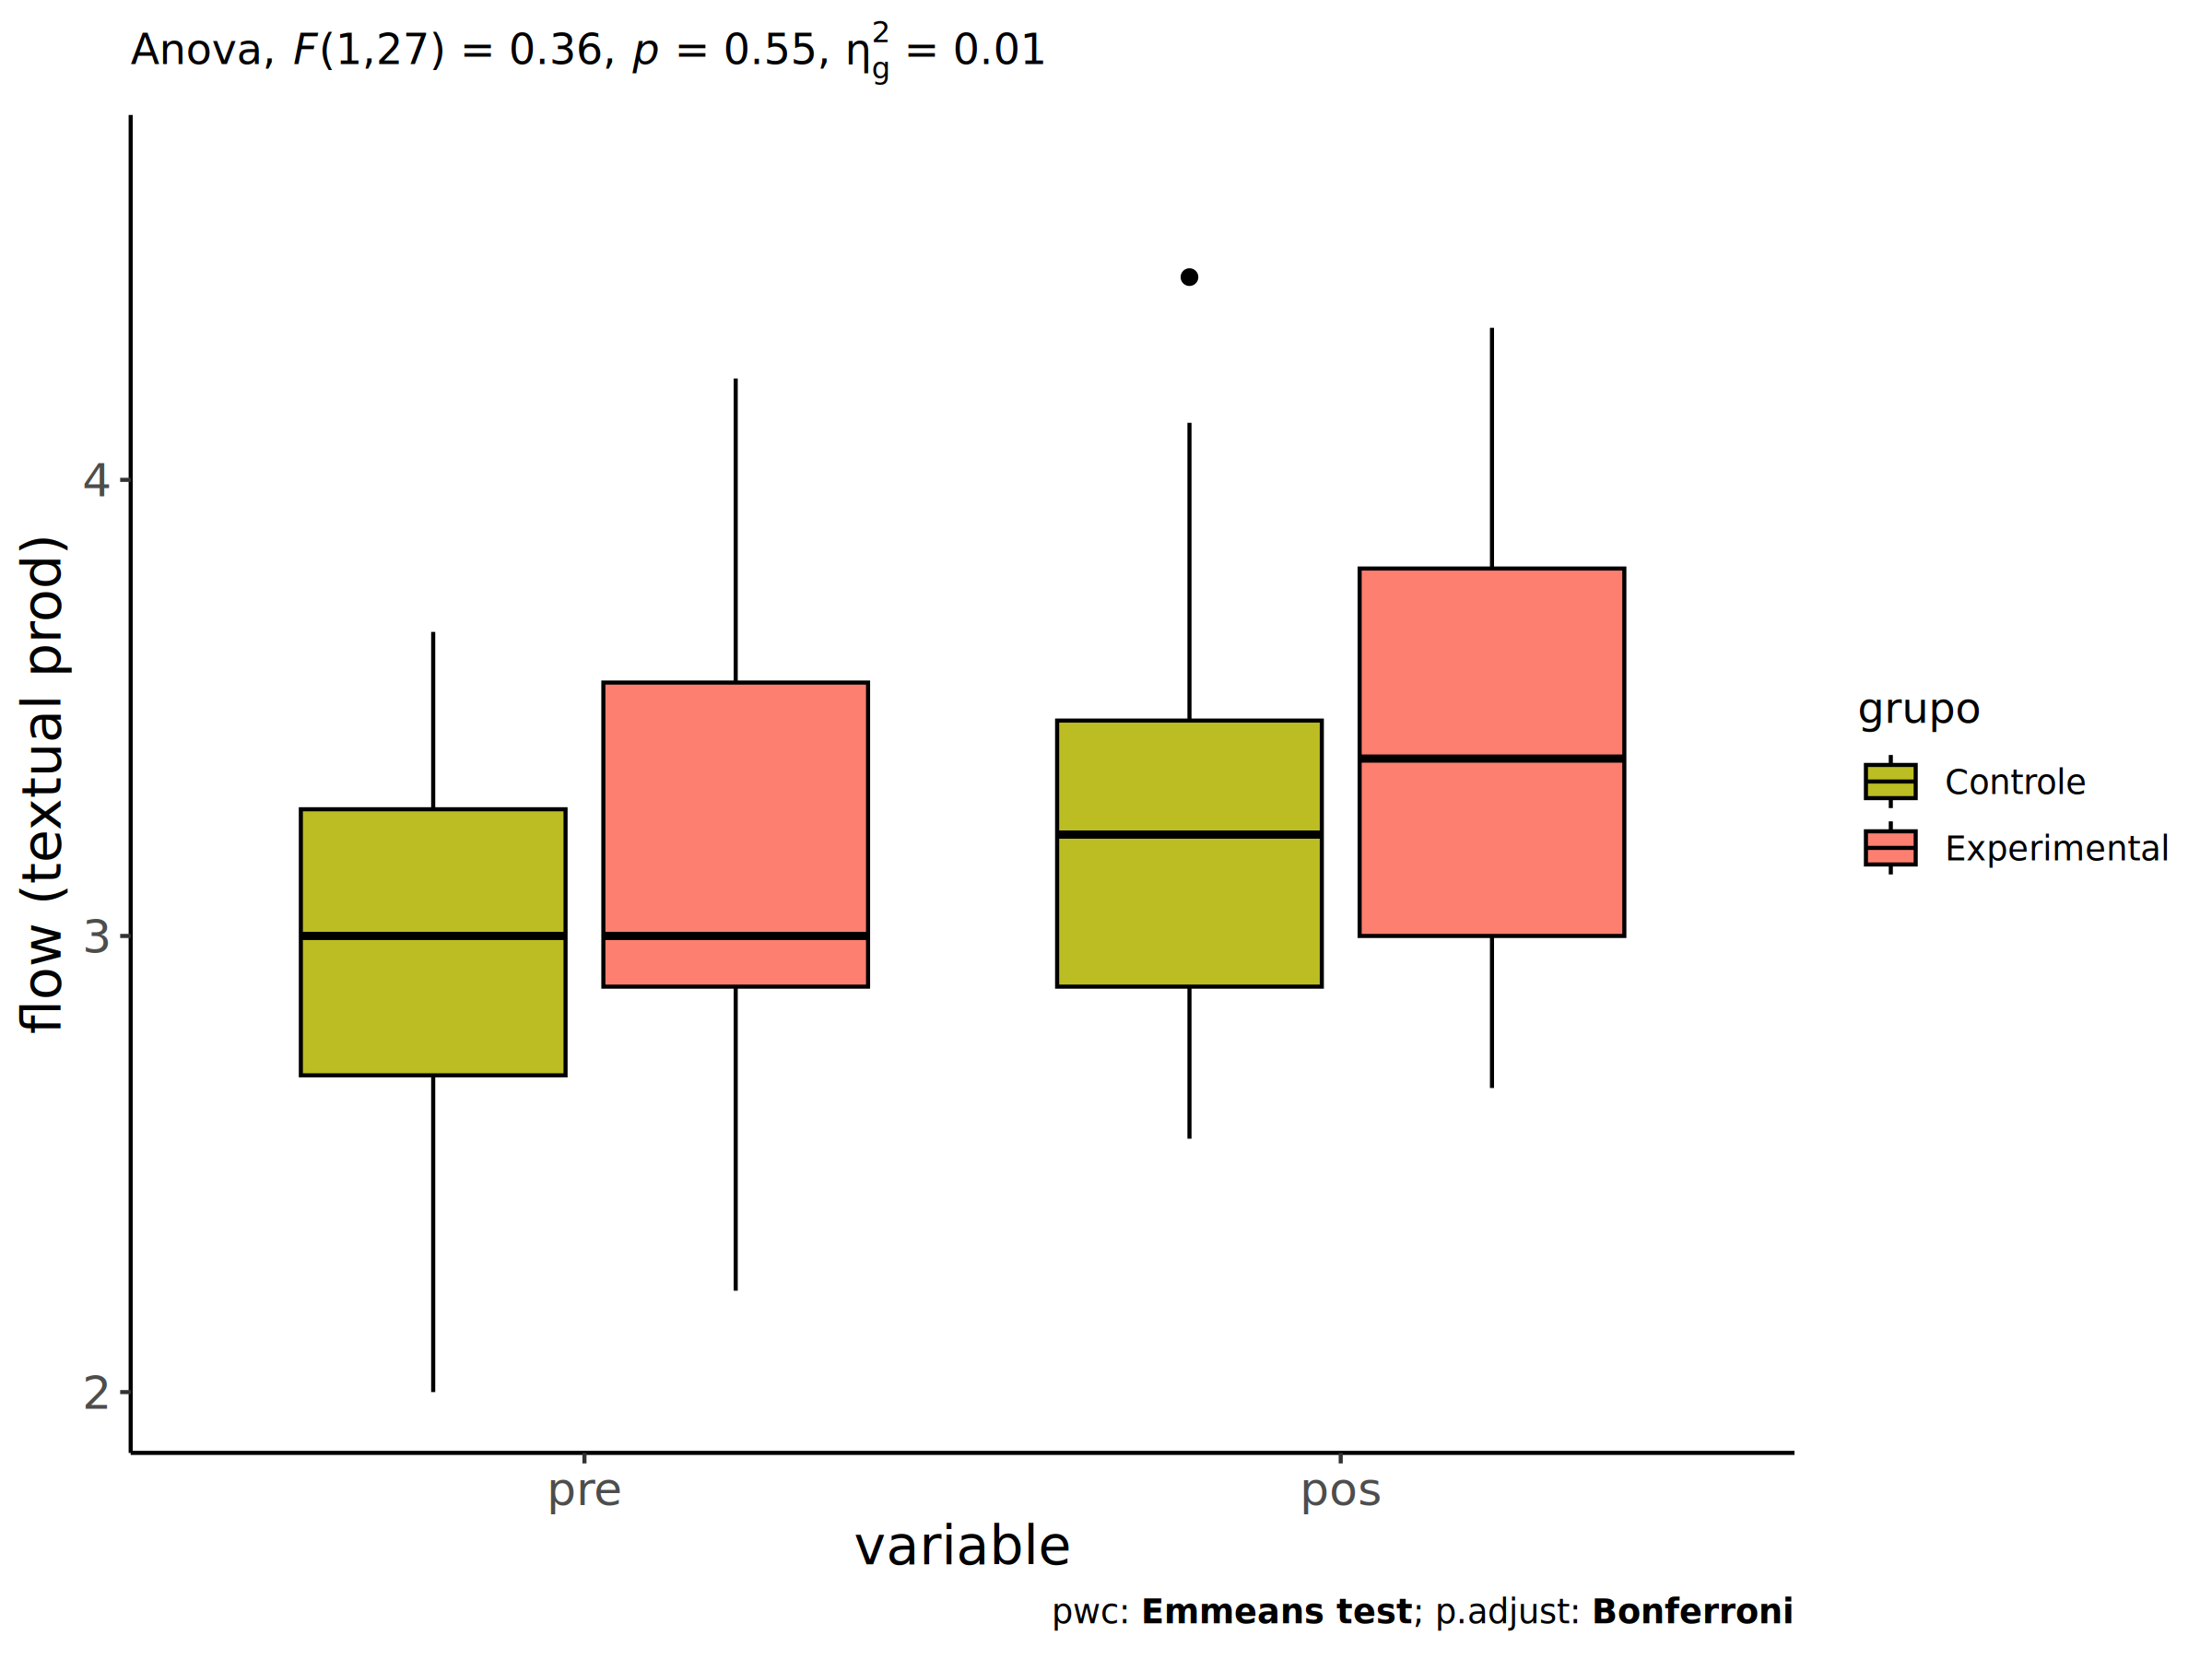 Anova, F(1,27) = 0.36, p = 0.55, η²g = 0.01
flow (textual prod)
4
3
2
pre
pos
variable
grupo
Controle
Experimental
pwc: Emmeans test; p.adjust: Bonferroni